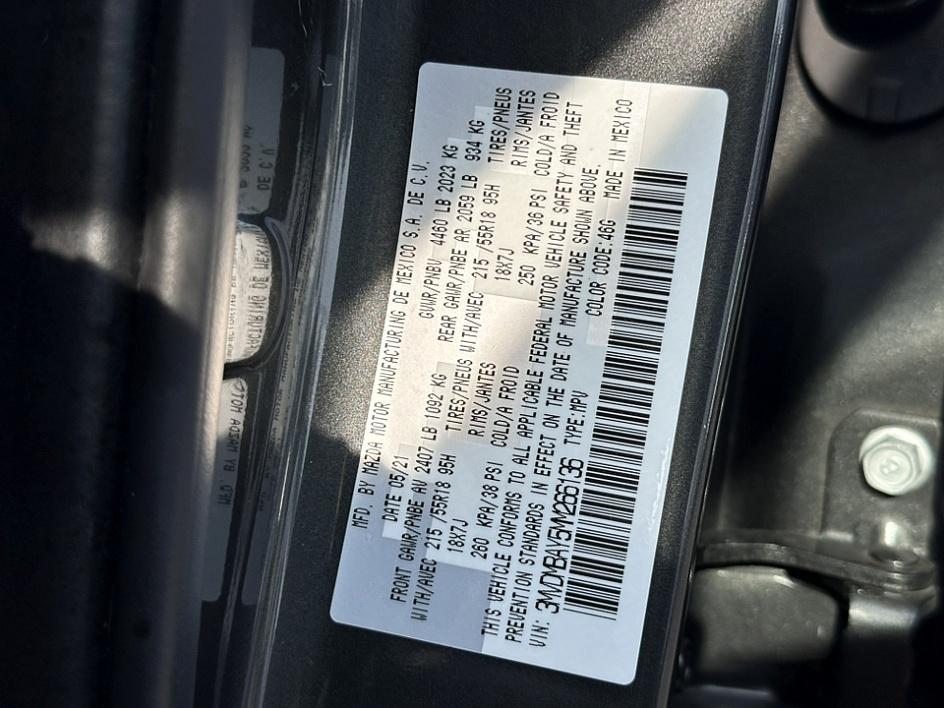 MFD. BY MAZDA MOTOR MANUFACTURING DE MEXICO S.A. DE C.V.
DATE 05/21 GVWR/PNBV 4460 LB 2023 KG
FRONT GAWR/PNBE AV 2407 LB 1092 KG REAR GAWR/PNBE AR 2059 LB 934 KG
WITH/AVEC 215 /55R18 95H TIRES/PNEUS WITH/AVEC 215 /55R18 95H TIRES/PNEUS
18X7J RIMS/JANTES 18X7J RIMS/JANTES
260 KPA/38 PSI COLD/A FROID 250 KPA/36 PSI COLD/A FROID
THIS VEHICLE CONFORMS TO ALL APPLICABLE FEDERAL MOTOR VEHICLE SAFETY AND THEFT
PREVENTION STANDARDS IN EFFECT ON THE DATE OF MANUFACTURE SHOWN ABOVE.
VIN: 3MVDMBAY5MM266136 TYPE:MPV COLOR CODE:46G MADE IN MEXICO